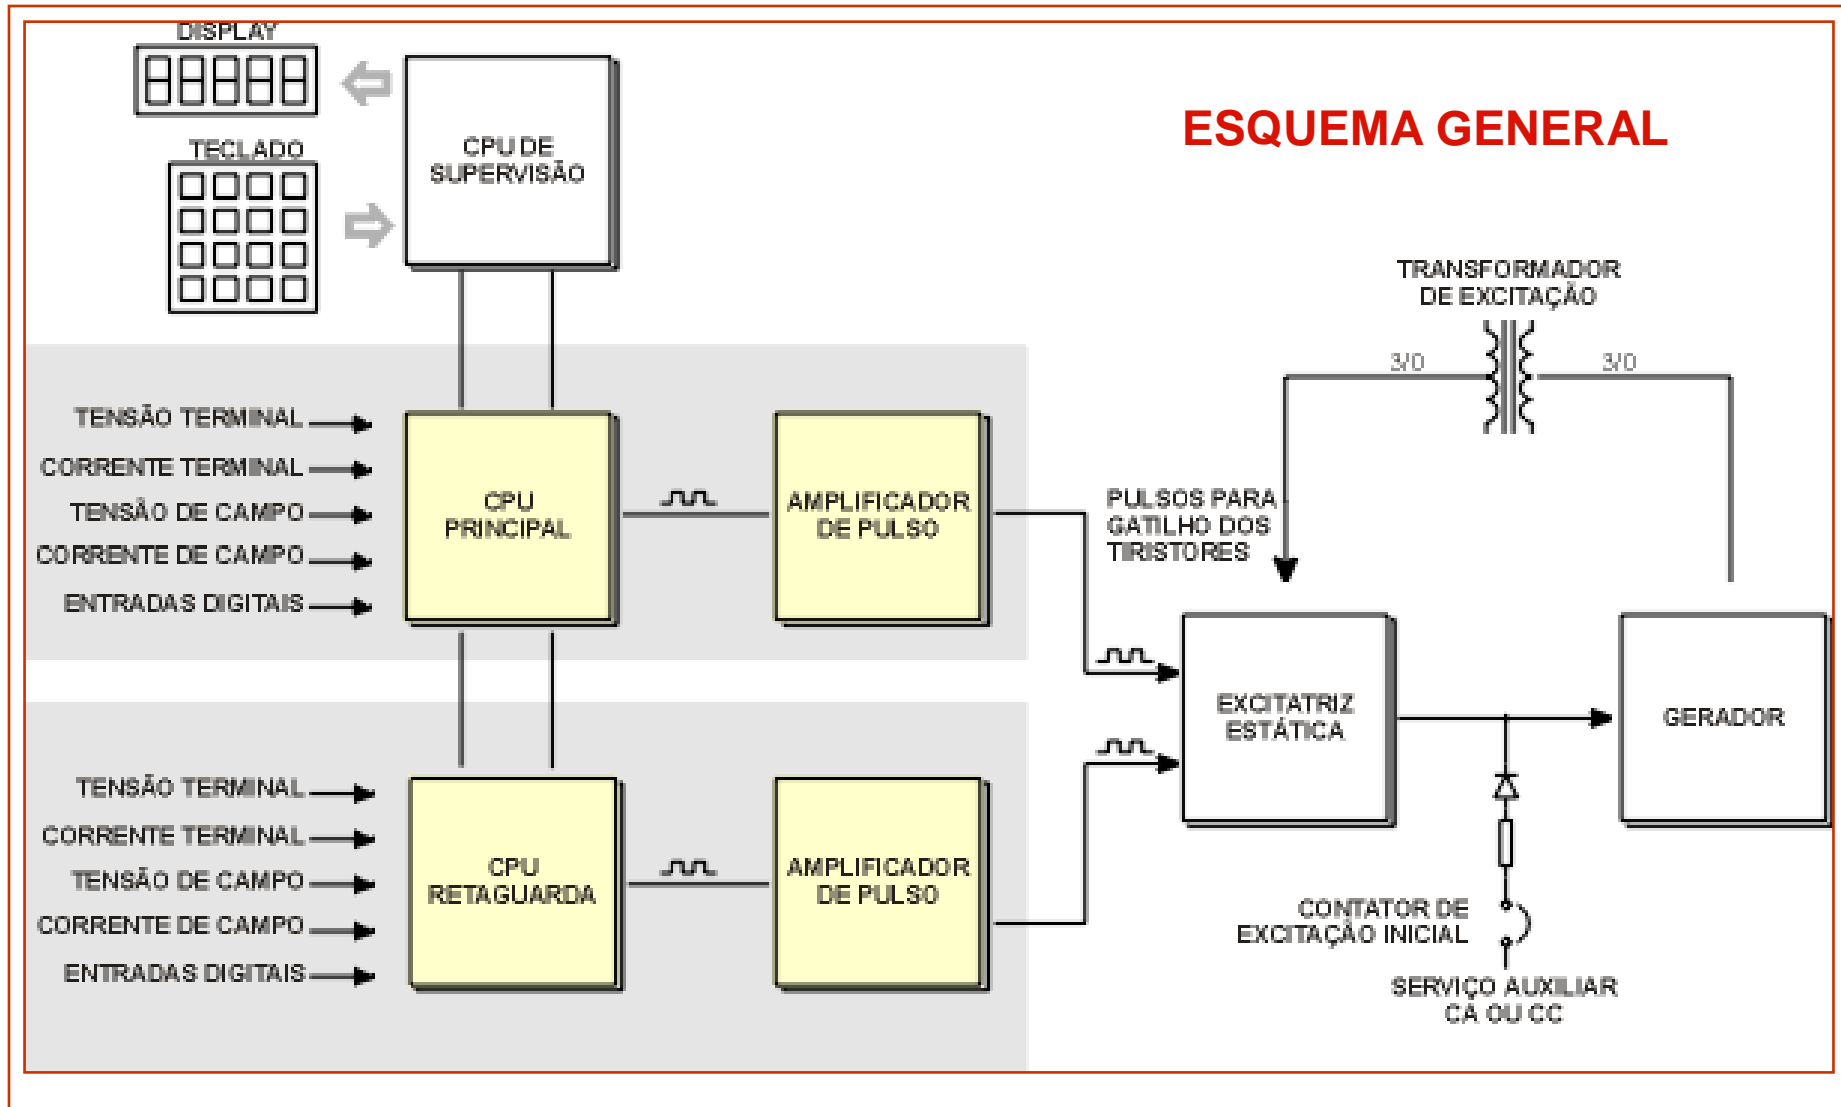 DISPLAY
TECLADO
CPU DE
SUPERVISÃO
ESQUEMA GENERAL
TRANSFORMADOR
DE EXCITAÇÃO
3/0
3/0
TENSÃO TERMINAL
CORRENTE TERMINAL
TENSÃO DE CAMPO
CORRENTE DE CAMPO
ENTRADAS DIGITAIS
CPU
PRINCIPAL
AMPLIFICADOR
DE PULSO
PULSOS PARA
GATILHO DOS
TIRISTORES
EXCITATRIZ
ESTÁTICA
GERADOR
TENSÃO TERMINAL
CORRENTE TERMINAL
TENSÃO DE CAMPO
CORRENTE DE CAMPO
ENTRADAS DIGITAIS
CPU
RETAGUARDA
AMPLIFICADOR
DE PULSO
CONTATOR DE
EXCITAÇÃO INICIAL
SERVIÇO AUXILIAR
CA OU CC